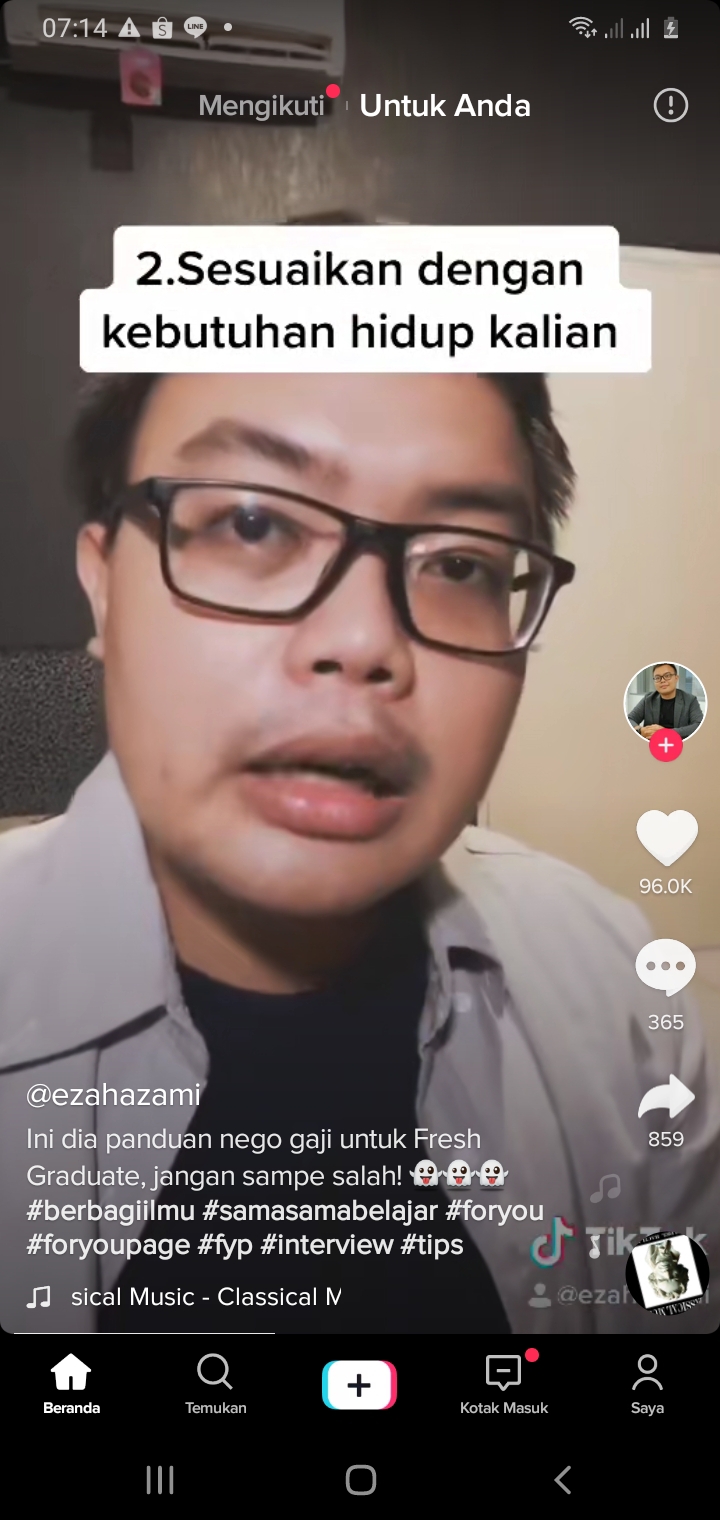 07:14
LINE
Mengikuti
Untuk Anda
2.Sesuaikan dengan
kebutuhan hidup kalian
96.0K
365
859
@ezahazami
Ini dia panduan nego gaji untuk Fresh
Graduate, jangan sampe salah! 👻👻👻
#berbagiilmu #samasamabelajar #foryou
#foryoupage #fyp #interview #tips
sical Music - Classical M
TikTok
@ezah
Beranda
Temukan
Kotak Masuk
Saya